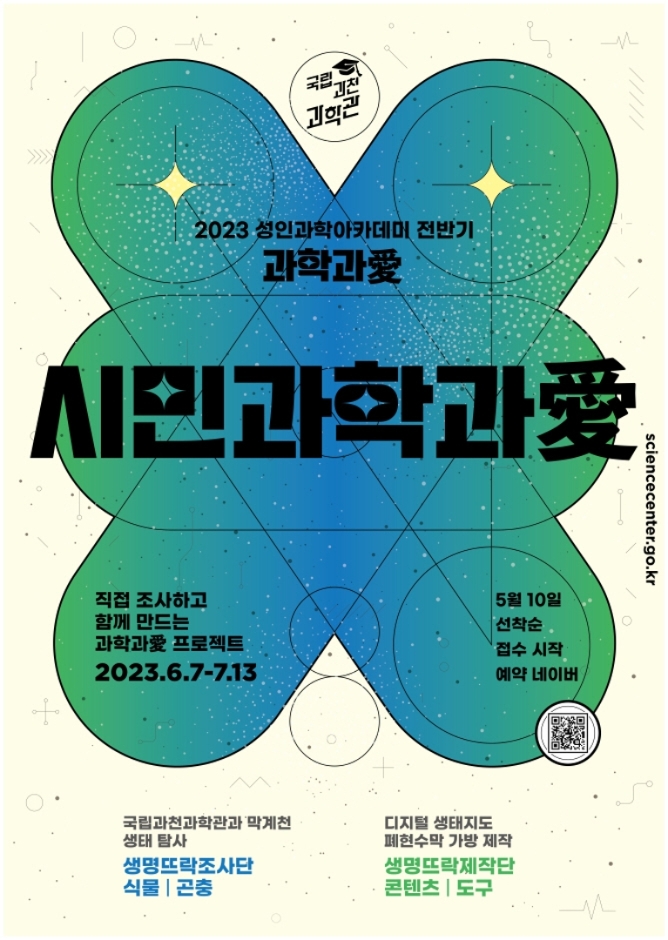 국립
과천
과학관
2023 성인과학아카데미 전반기
과학과愛
시민과학과愛
sciencecenter.go.kr
직접 조사하고
함께 만드는
과학과愛 프로젝트
2023.6.7-7.13
5월 10일
선착순
접수 시작
예약 네이버
국립과천과학관과 막계천
생태 탐사
생명뜨락조사단
식물 | 곤충
디지털 생태지도
폐현수막 가방 제작
생명뜨락제작단
콘텐츠 | 도구